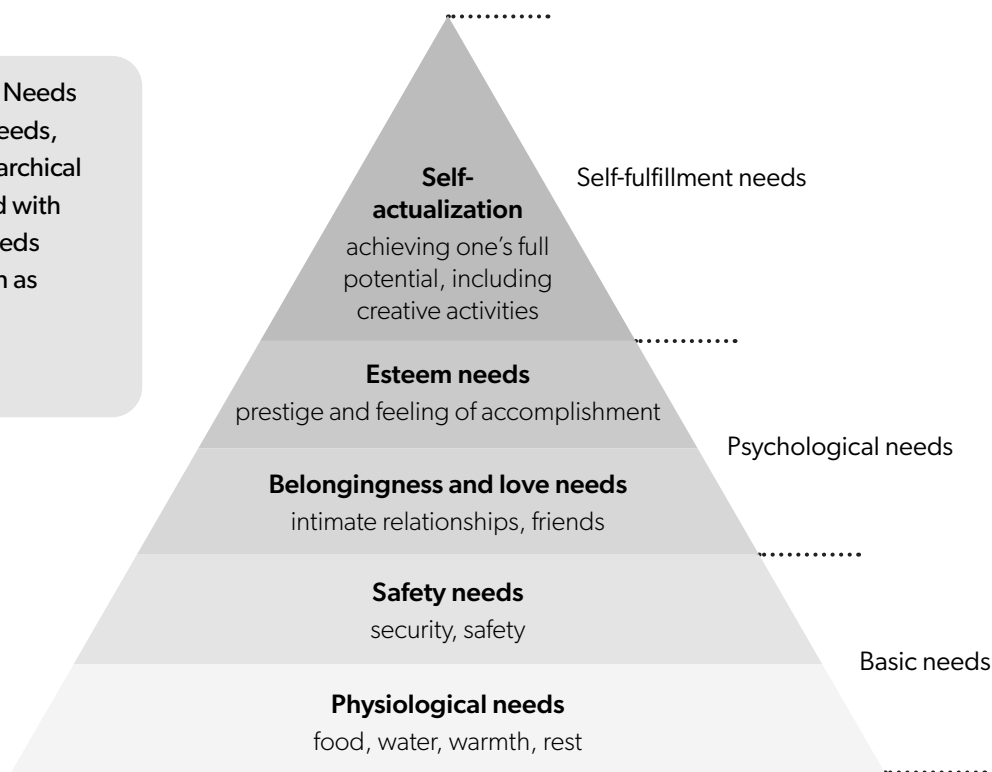 Needs
eeds,
archical
d with
eds
n as
Self-
actualization
achieving one's full
potential, including
creative activities
Self-fulfillment needs
Esteem needs
prestige and feeling of accomplishment
Psychological needs
Belongingness and love needs
intimate relationships, friends
Safety needs
security, safety
Basic needs
Physiological needs
food, water, warmth, rest